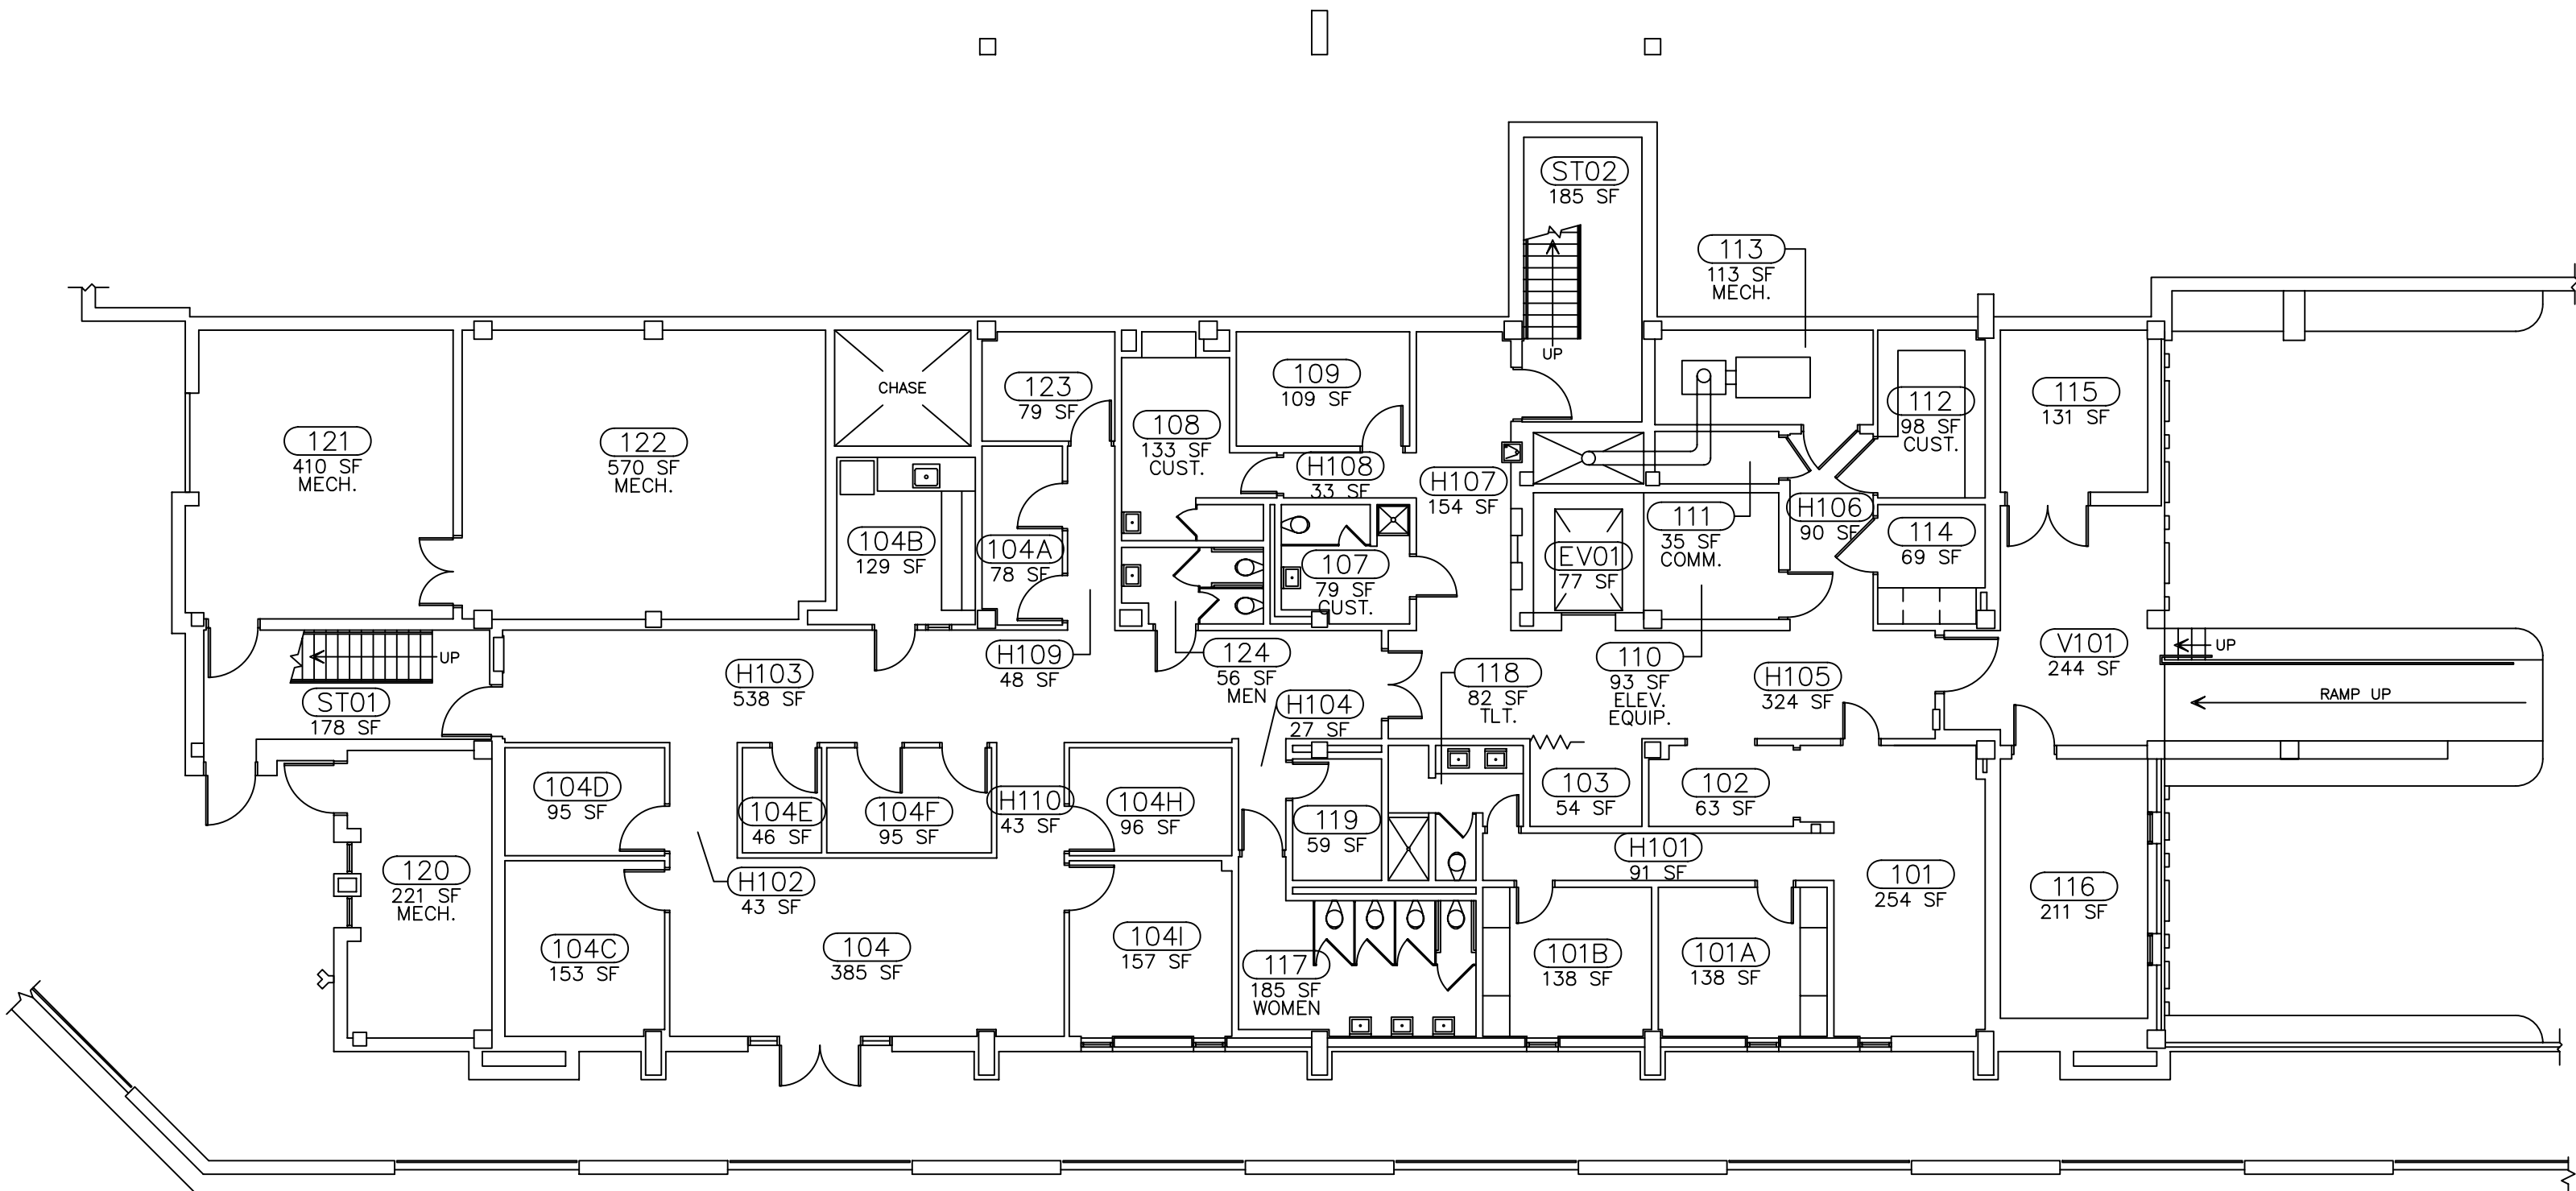 ST02
185 SF
UP
113
113 SF
MECH.
121
410 SF
MECH.
122
570 SF
MECH.
CHASE
123
79 SF
108
133 SF
CUST.
109
109 SF
H108
33 SF
H107
154 SF
112
98 SF
CUST.
115
131 SF
104B
129 SF
104A
78 SF
107
79 SF
CUST.
EV01
77 SF
111
35 SF
COMM.
H106
90 SF
114
69 SF
UP
ST01
178 SF
H103
538 SF
H109
48 SF
124
56 SF
MEN
H104
27 SF
118
82 SF
TLT.
110
93 SF
ELEV.
EQUIP.
H105
324 SF
V101
244 SF
UP
RAMP UP
104D
95 SF
104E
46 SF
104F
95 SF
H110
43 SF
104H
96 SF
119
59 SF
103
54 SF
102
63 SF
H101
91 SF
101
254 SF
116
211 SF
120
221 SF
MECH.
H102
43 SF
104C
153 SF
104
385 SF
104I
157 SF
117
185 SF
WOMEN
101B
138 SF
101A
138 SF